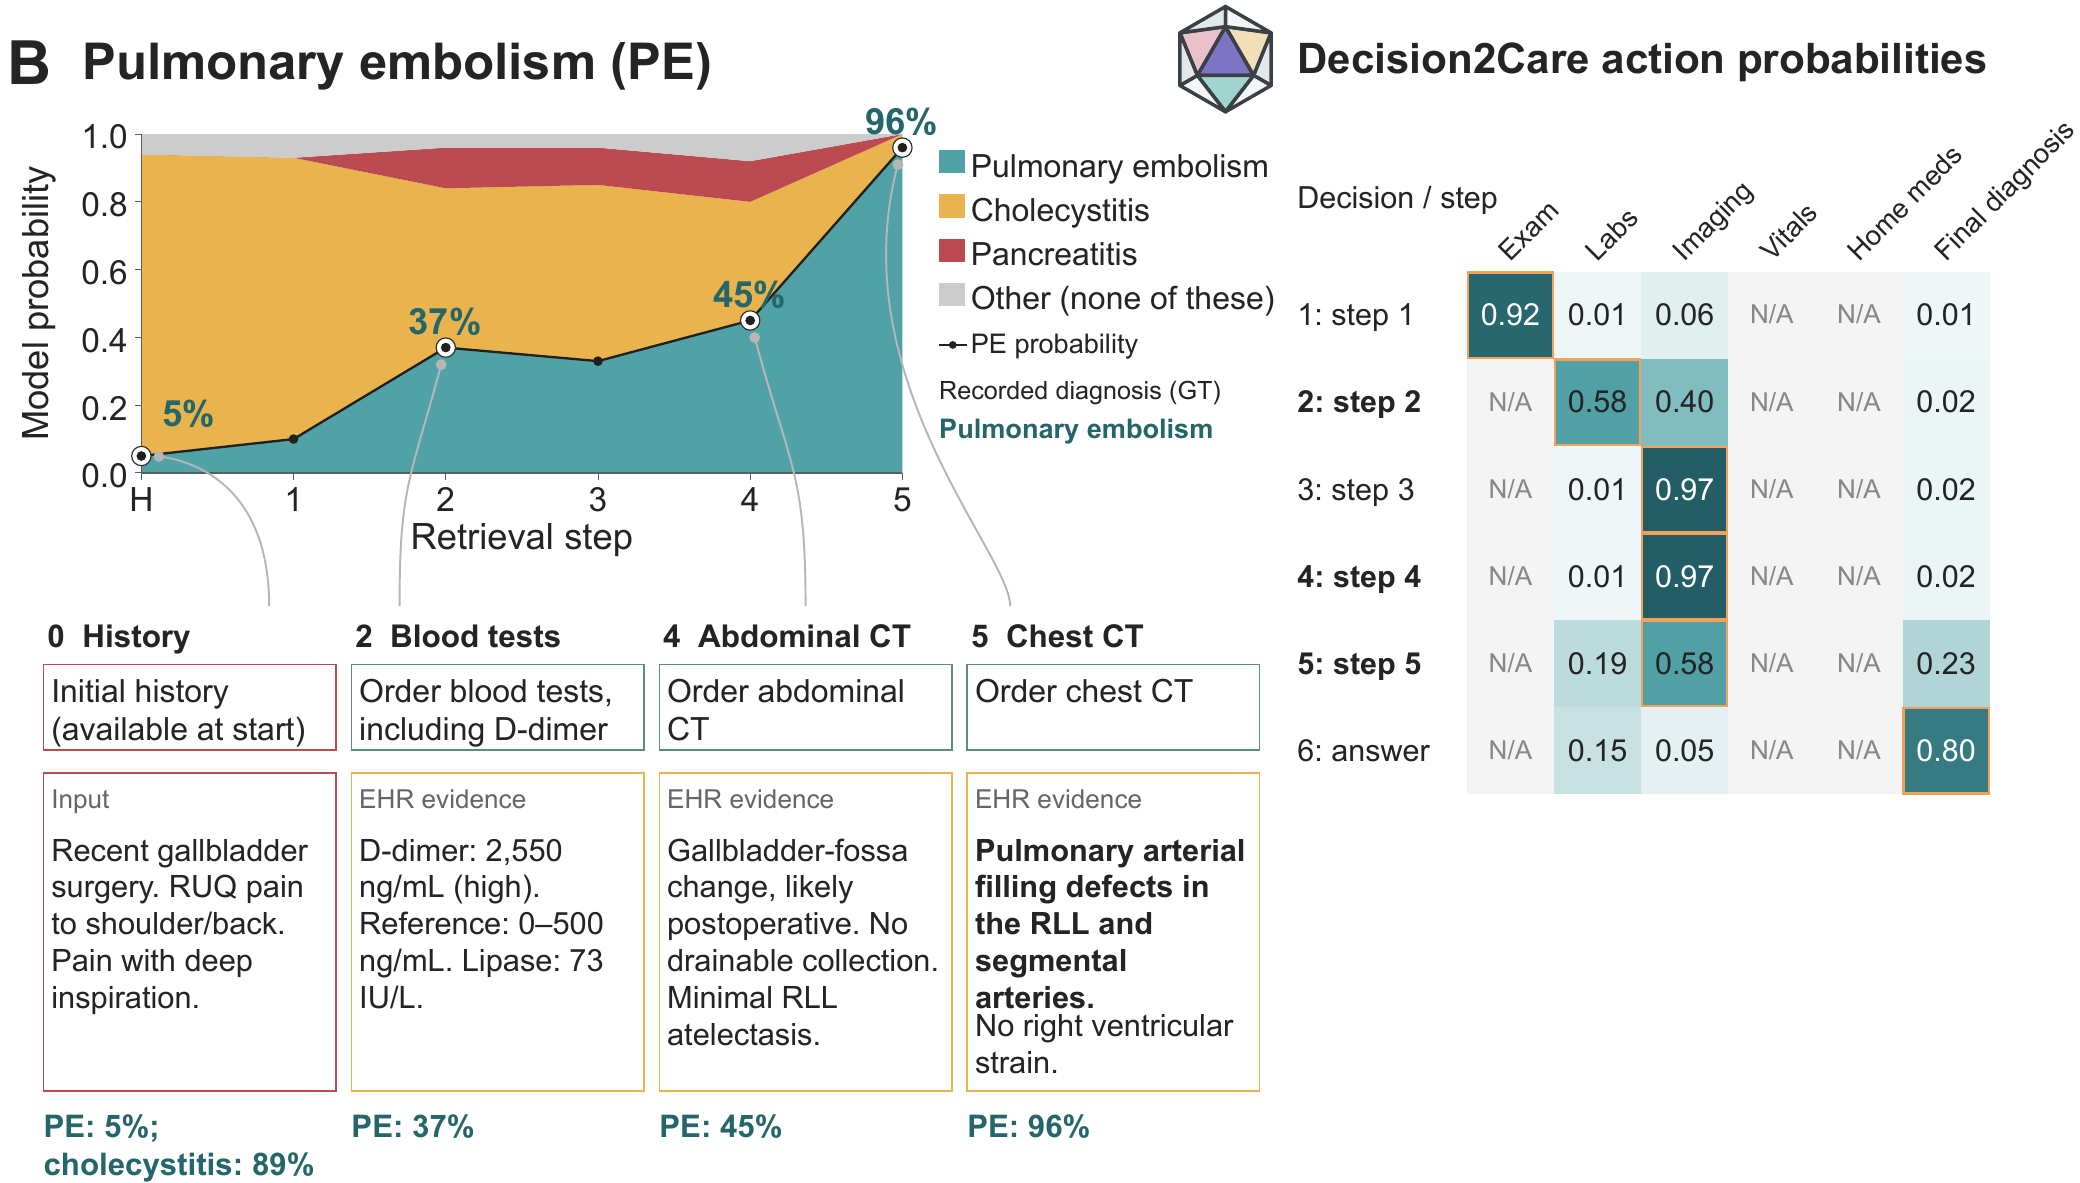 B Pulmonary embolism (PE)
Decision2Care action probabilities
Model probability
1.0
0.8
0.6
0.4
0.2
0.0
5%
37%
45%
96%
H 1 2 3 4 5
Retrieval step
Pulmonary embolism
Cholecystitis
Pancreatitis
Other (none of these)
PE probability
Recorded diagnosis (GT)
Pulmonary embolism
0 History
Initial history
(available at start)
Input
Recent gallbladder
surgery. RUQ pain
to shoulder/back.
Pain with deep
inspiration.
PE: 5%;
cholecystitis: 89%
2 Blood tests
Order blood tests,
including D-dimer
EHR evidence
D-dimer: 2,550
ng/mL (high).
Reference: 0–500
ng/mL. Lipase: 73
IU/L.
PE: 37%
4 Abdominal CT
Order abdominal
CT
EHR evidence
Gallbladder-fossa
change, likely
postoperative. No
drainable collection.
Minimal RLL
atelectasis.
PE: 45%
5 Chest CT
Order chest CT
EHR evidence
Pulmonary arterial
filling defects in
the RLL and
segmental
arteries.
No right ventricular
strain.
PE: 96%
Decision / step Exam Labs Imaging Vitals Home meds Final diagnosis
1: step 1 0.92 0.01 0.06 N/A N/A 0.01
2: step 2 N/A 0.58 0.40 N/A N/A 0.02
3: step 3 N/A 0.01 0.97 N/A N/A 0.02
4: step 4 N/A 0.01 0.97 N/A N/A 0.02
5: step 5 N/A 0.19 0.58 N/A N/A 0.23
6: answer N/A 0.15 0.05 N/A N/A 0.80